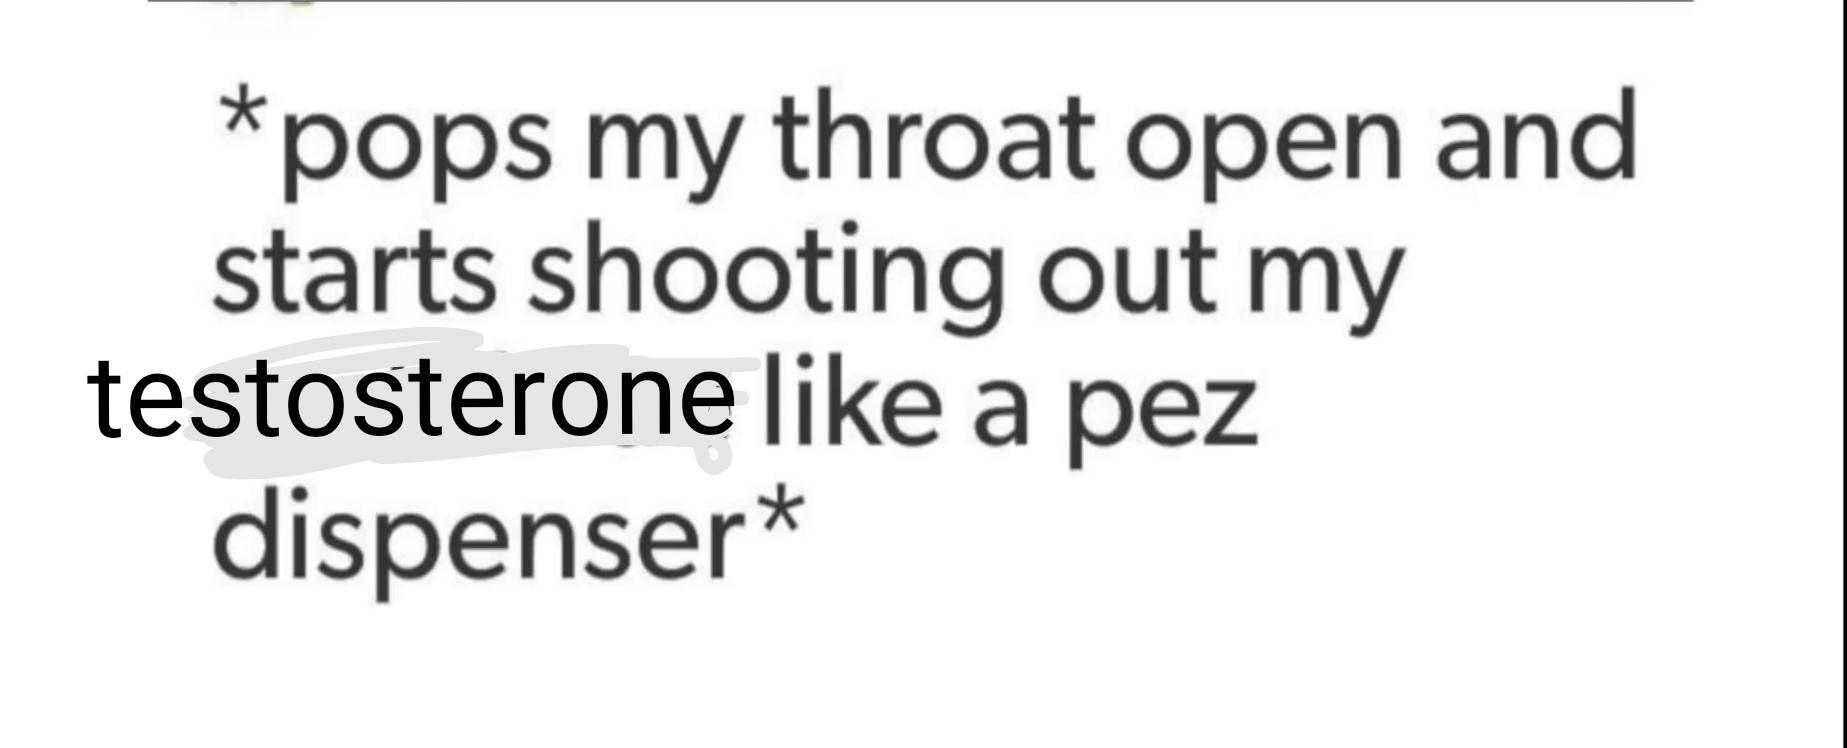 *pops my throat open and
starts shooting out my
testosterone like a pez
dispenser*